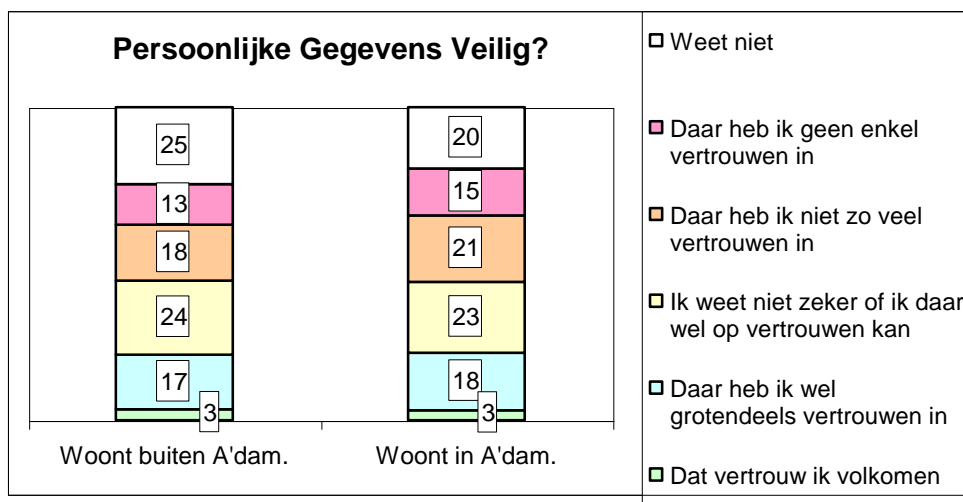 Persoonlijke Gegevens Veilig?
25
13
18
24
17
3
20
15
21
23
18
3
Woont buiten A'dam.
Woont in A'dam.
Weet niet
Daar heb ik geen enkel
vertrouwen in
Daar heb ik niet zo veel
vertrouwen in
Ik weet niet zeker of ik daar
wel op vertrouwen kan
Daar heb ik wel
grotendeels vertrouwen in
Dat vertrouw ik volkomen